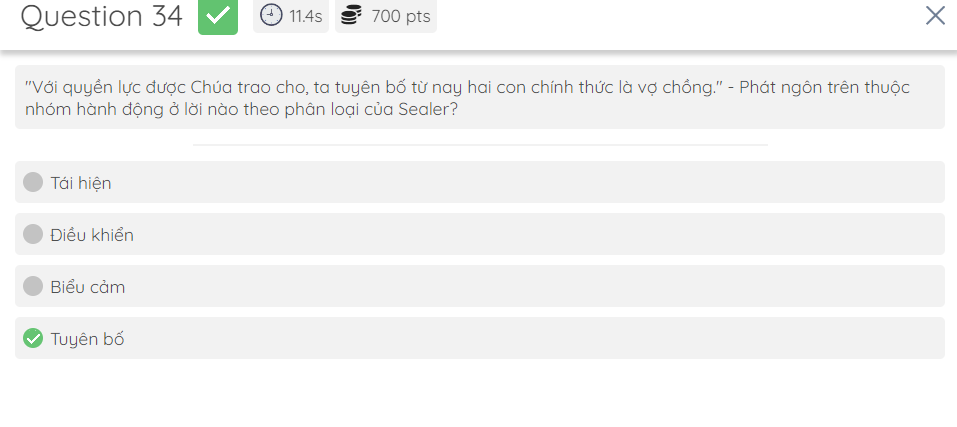 Question 34
11.4s
700 pts
"Với quyền lực được Chúa trao cho, ta tuyên bố từ nay hai con chính thức là vợ chồng." - Phát ngôn trên thuộc
nhóm hành động ở lời nào theo phân loại của Sealer?
Tái hiện
Điều khiển
Biểu cảm
Tuyên bố